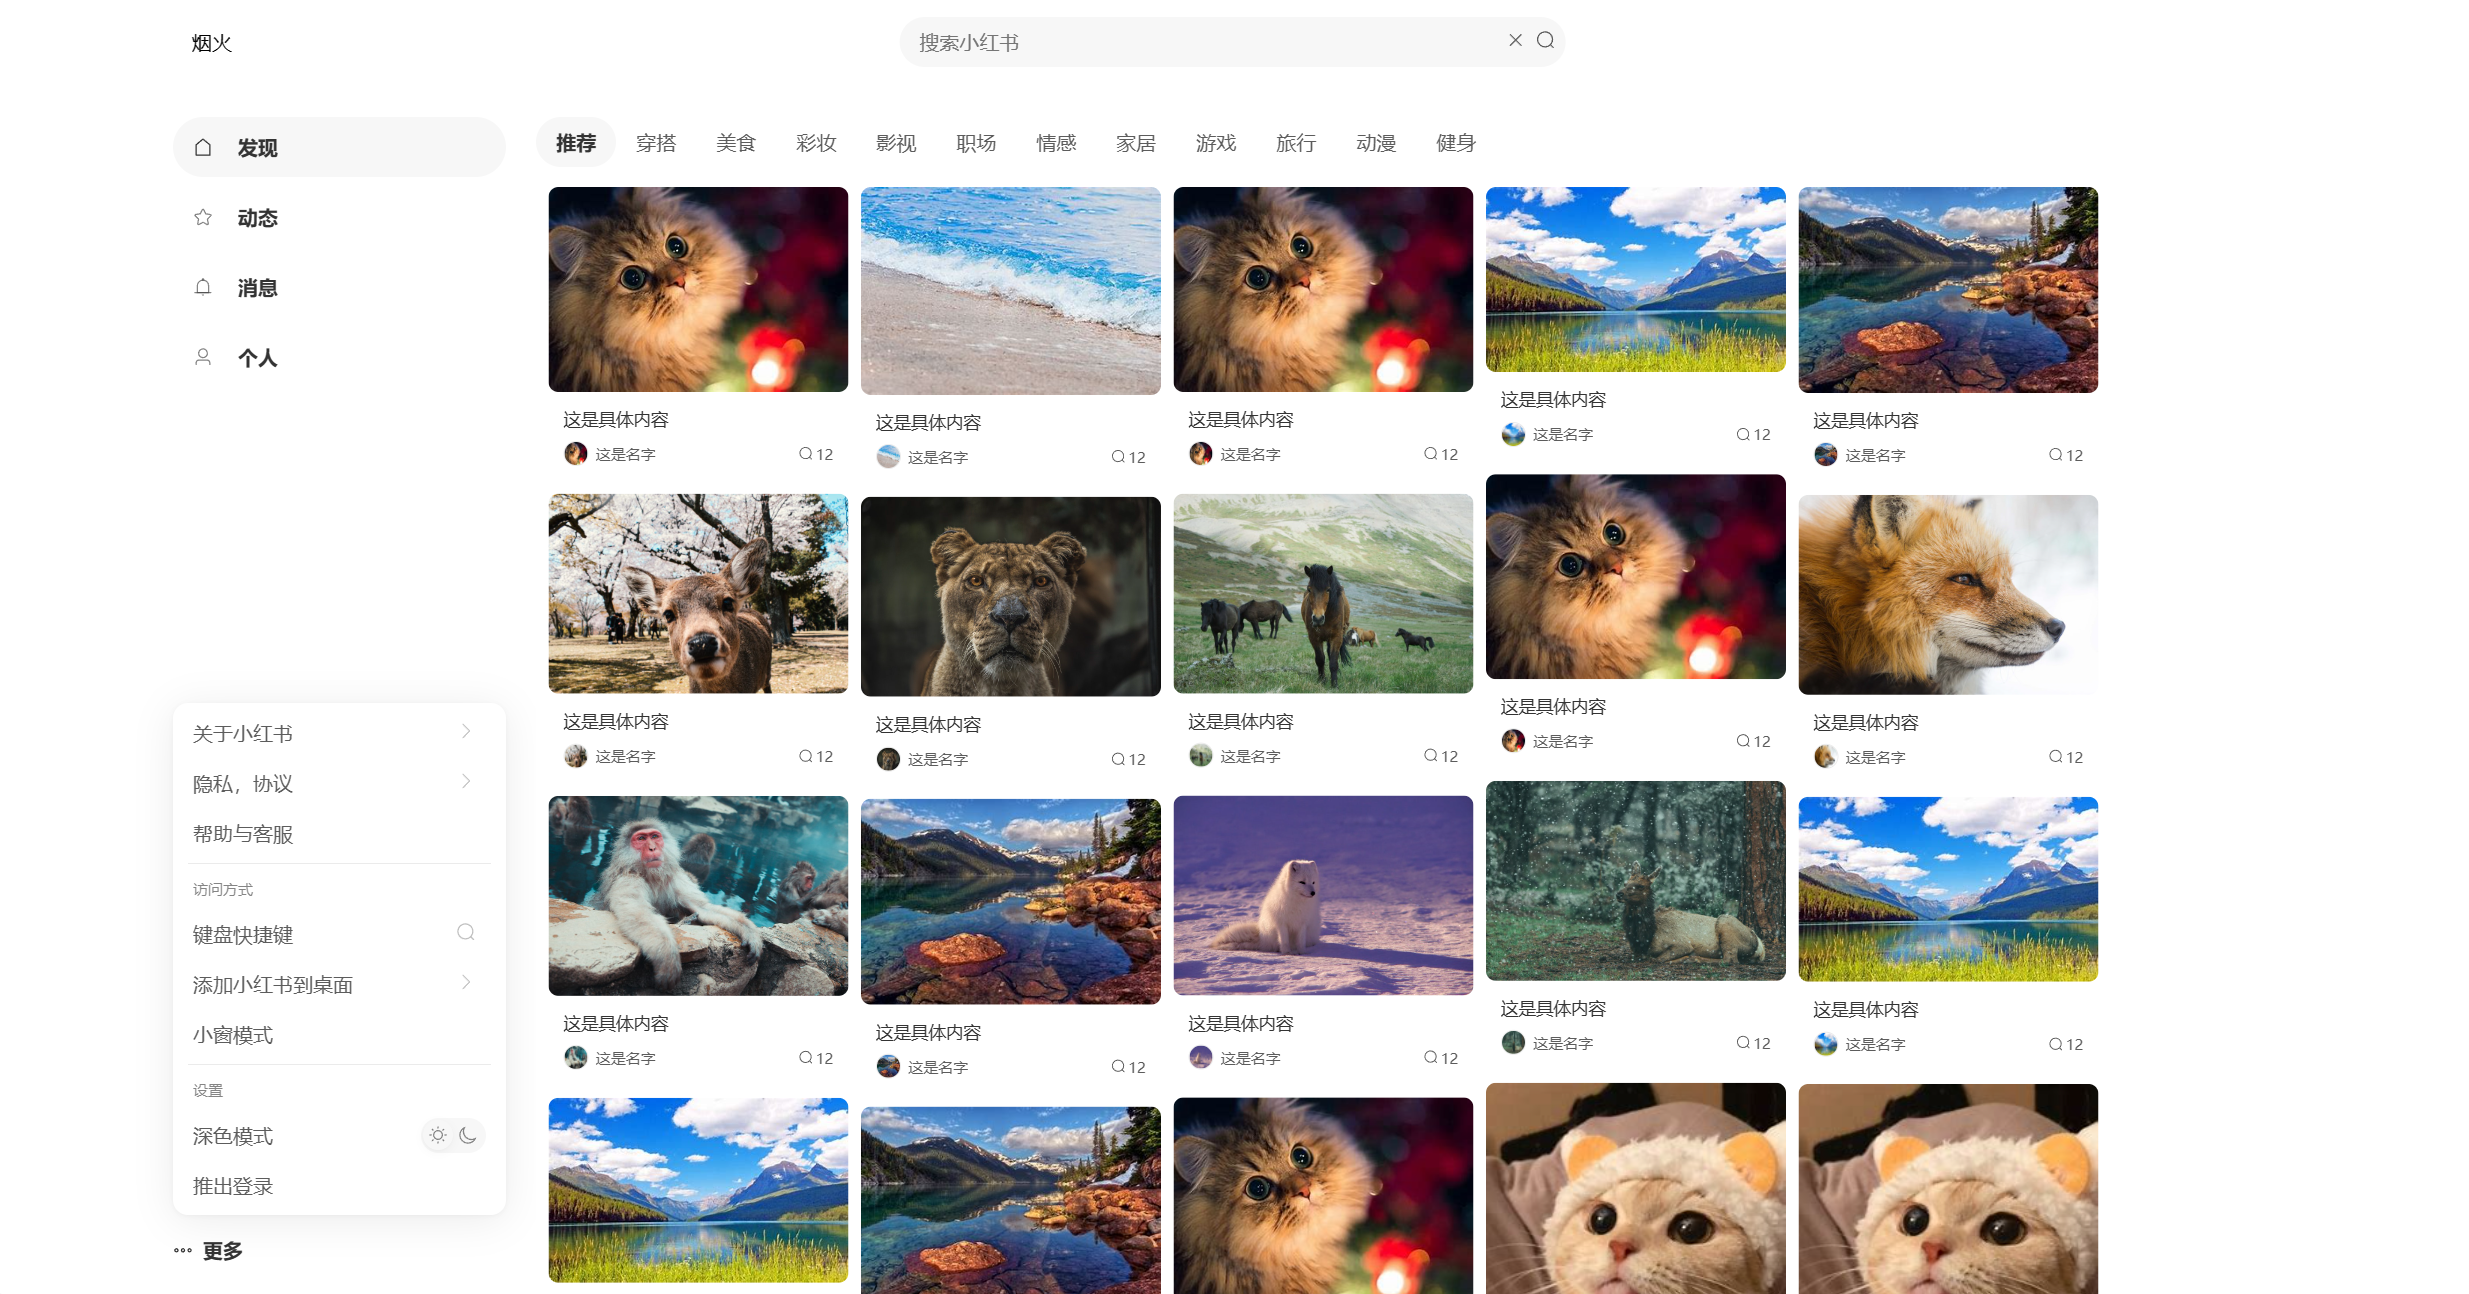 烟火
搜索小红书
发现
动态
消息
个人
推荐 穿搭 美食 彩妆 影视 职场 情感 家居 游戏 旅行 动漫 健身
这是具体内容
这是名字 12
这是具体内容
这是名字 12
这是具体内容
这是名字 12
这是具体内容
这是名字 12
这是具体内容
这是名字 12
这是具体内容
这是名字 12
这是具体内容
这是名字 12
这是具体内容
这是名字 12
这是具体内容
这是名字 12
这是具体内容
这是名字 12
这是具体内容
这是名字 12
这是具体内容
这是名字 12
这是具体内容
这是名字 12
这是具体内容
这是名字 12
这是具体内容
这是名字 12
关于小红书
隐私，协议
帮助与客服
访问方式
键盘快捷键
添加小红书到桌面
小窗模式
设置
深色模式
推出登录
更多